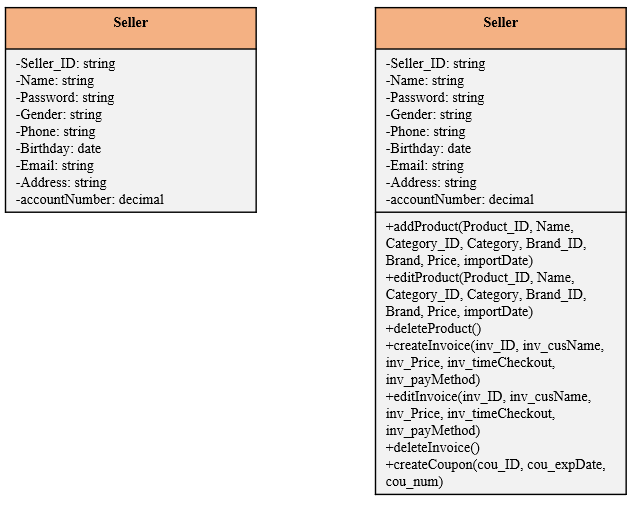 Seller
-Seller_ID: string
-Name: string
-Password: string
-Gender: string
-Phone: string
-Birthday: date
-Email: string
-Address: string
-accountNumber: decimal
Seller
-Seller_ID: string
-Name: string
-Password: string
-Gender: string
-Phone: string
-Birthday: date
-Email: string
-Address: string
-accountNumber: decimal
+addProduct(Product_ID, Name,
Category_ID, Category, Brand_ID,
Brand, Price, importDate)
+editProduct(Product_ID, Name,
Category_ID, Category, Brand_ID,
Brand, Price, importDate)
+deleteProduct()
+createInvoice(inv_ID, inv_cusName,
inv_Price, inv_timeCheckout,
inv_payMethod)
+editInvoice(inv_ID, inv_cusName,
inv_Price, inv_timeCheckout,
inv_payMethod)
+deleteInvoice()
+createCoupon(cou_ID, cou_expDate,
cou_num)